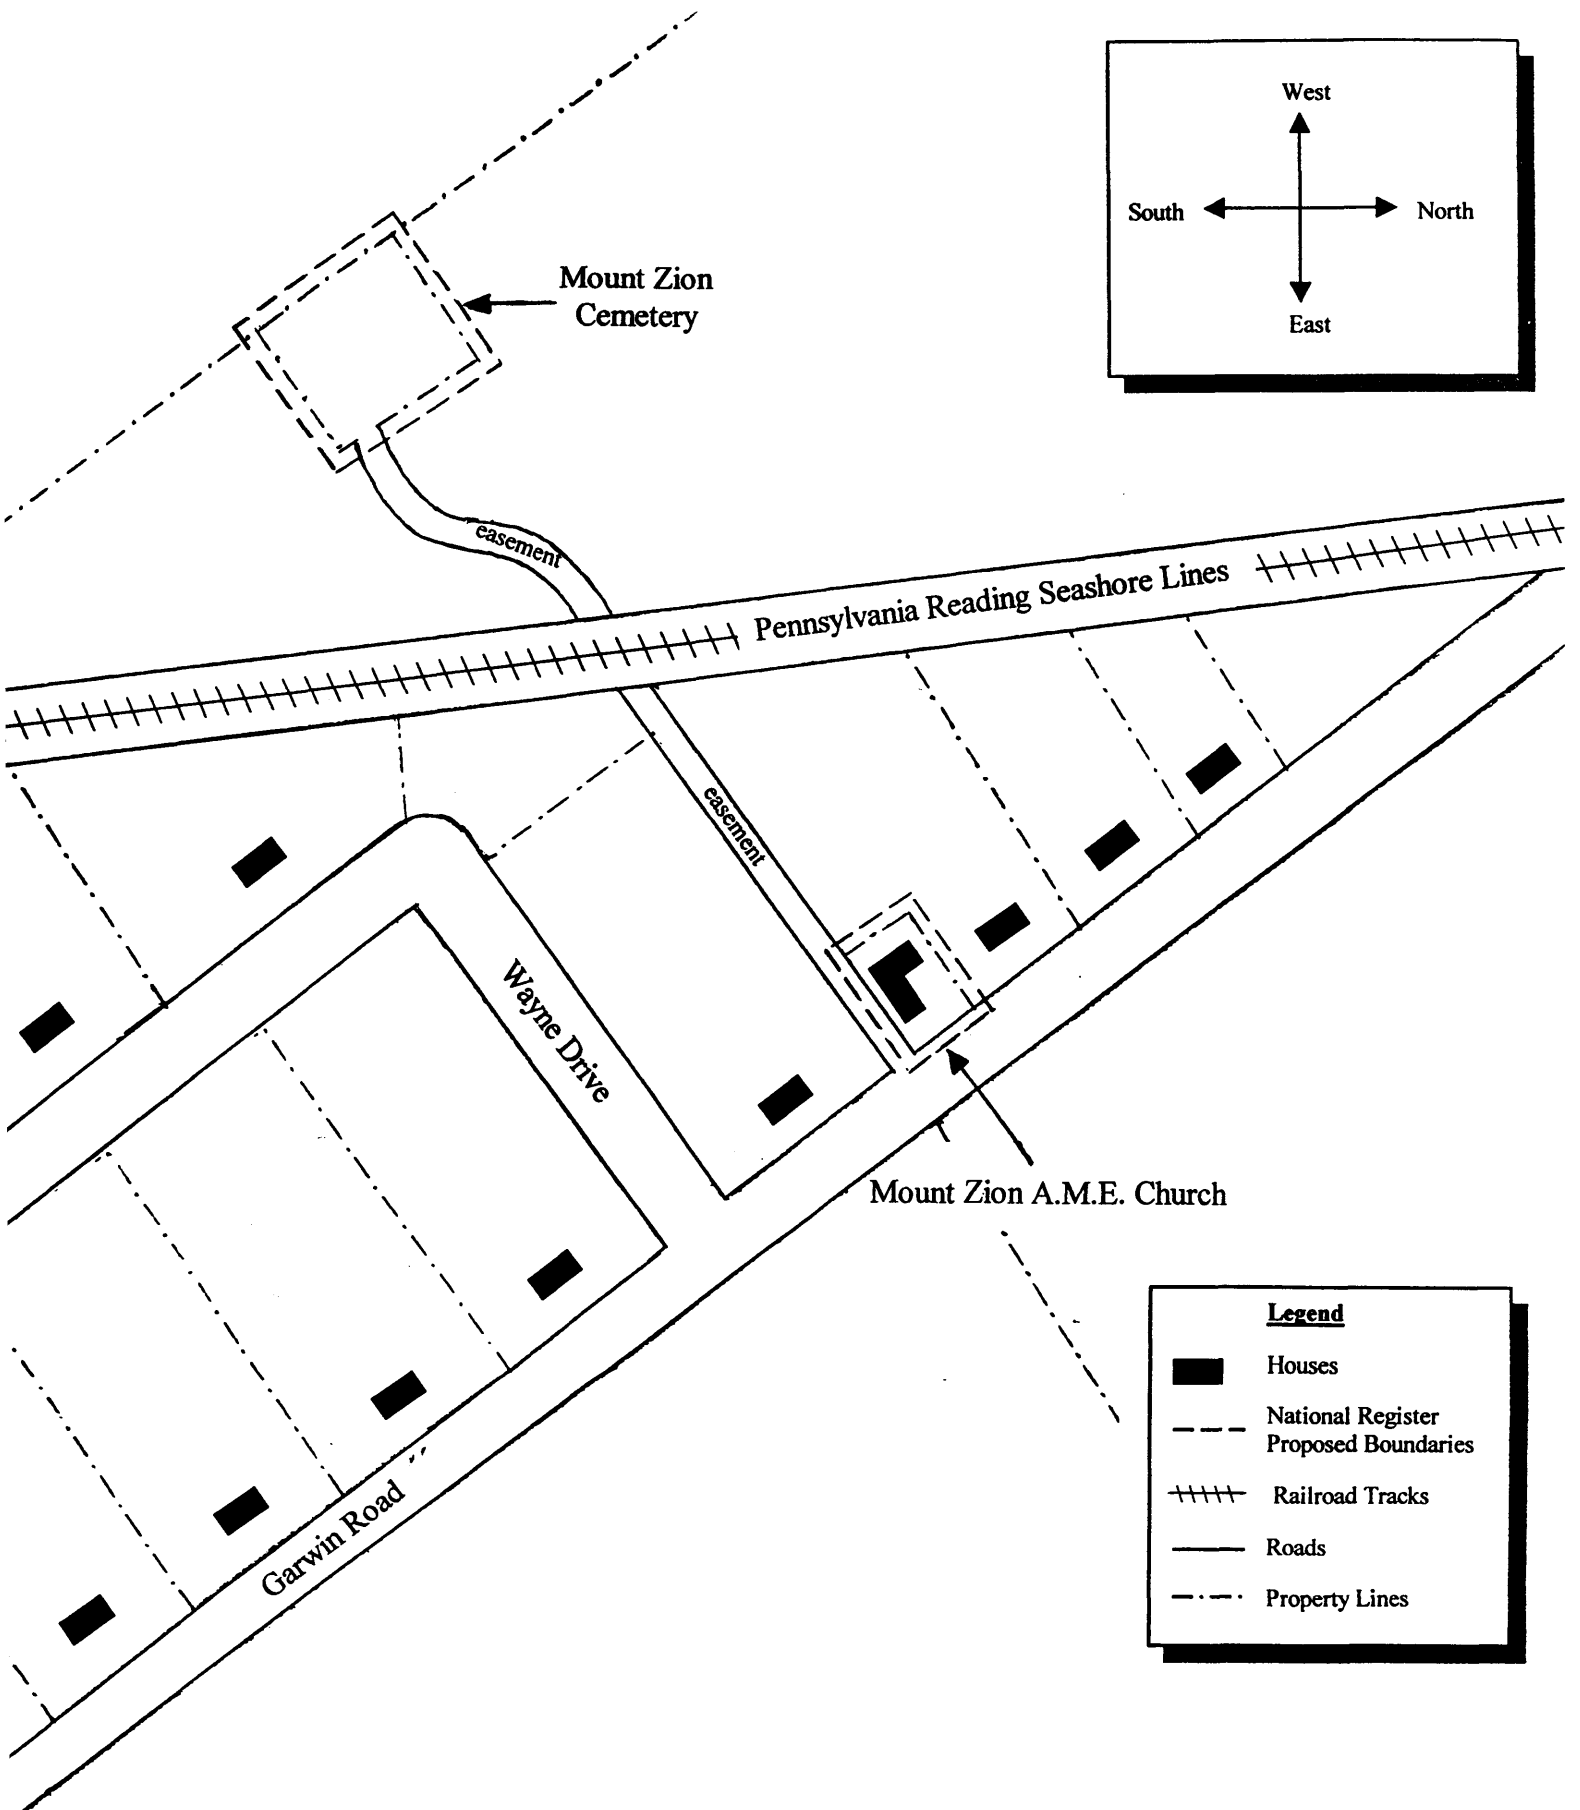 West
South
North
East
Mount Zion
Cemetery
easement
Pennsylvania Reading Seashore Lines
easement
Wayne Drive
Mount Zion A.M.E. Church
Garwin Road
Legend
Houses
National Register
Proposed Boundaries
Railroad Tracks
Roads
Property Lines